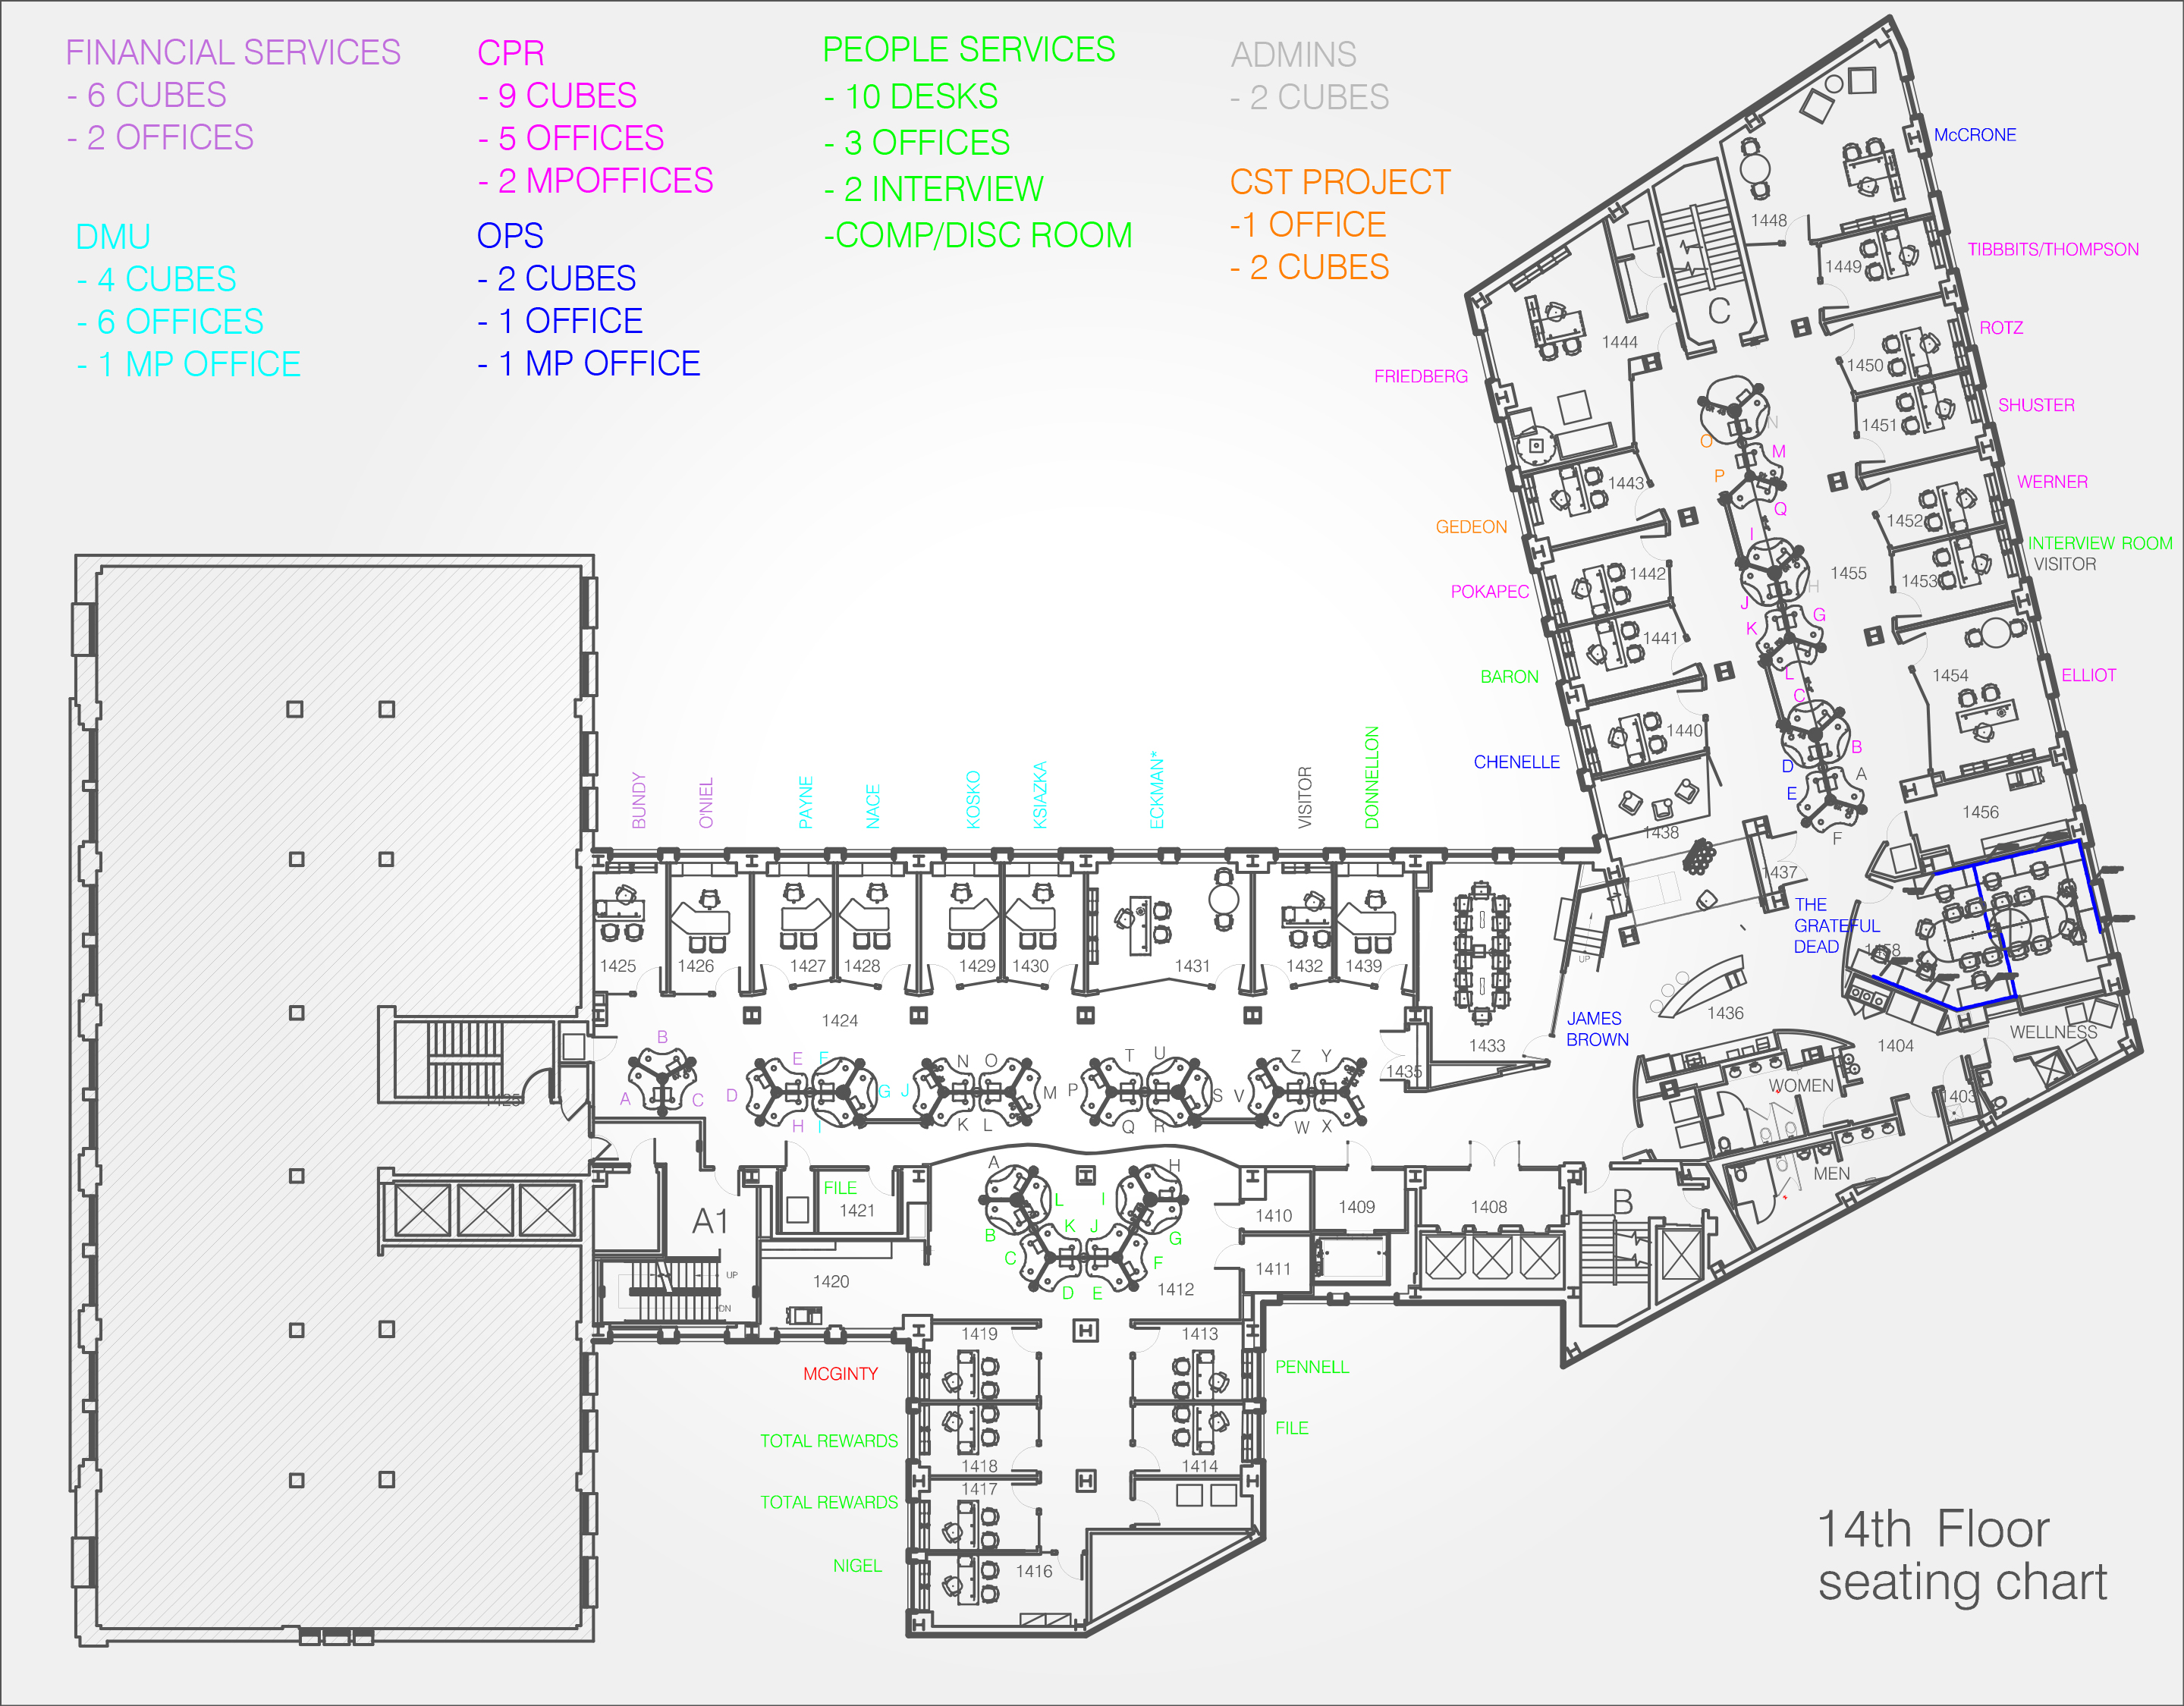 FINANCIAL SERVICES
- 6 CUBES
- 2 OFFICES
CPR
- 9 CUBES
- 5 OFFICES
- 2 MPOFFICES
PEOPLE SERVICES
- 10 DESKS
- 3 OFFICES
- 2 INTERVIEW
-COMP/DISC ROOM
ADMINS
- 2 CUBES
CST PROJECT
-1 OFFICE
- 2 CUBES
DMU
- 4 CUBES
- 6 OFFICES
- 1 MP OFFICE
OPS
- 2 CUBES
- 1 OFFICE
- 1 MP OFFICE
McCRONE
1448
TIBBBITS/THOMPSON
1449
C
1444
ROTZ
1450
FRIEDBERG
SHUSTER
1451
N
O
M
P
Q
1443
WERNER
1452
GEDEON
I
INTERVIEW ROOM
VISITOR
1442
1455
1453
H
POKAPEC
J
G
K
1441
L
BARON
1454
ELLIOT
C
1440
B
CHENELLE
D
A
E
1438
F
1456
1437
BUNDY
O'NIEL
PAYNE
NACE
KOSKO
KSIAZKA
ECKMAN*
VISITOR
DONNELLON
THE
GRATEFUL
DEAD
1458
1425
1426
1427
1428
1429
1430
1431
1432
1439
UP
1424
1436
JAMES
BROWN
1433
1404
WELLNESS
B
E
F
N
O
T
U
Z
Y
1435
WOMEN
1403
A
C
D
G
J
M
P
S
V
H
I
K
L
Q
R
W
X
1425
MEN
A
H
FILE
1421
L
I
B
K
J
G
1410
1409
1408
B
A1
C
F
D
E
1412
1411
UP
DN
1420
1419
1413
MCGINTY
PENNELL
TOTAL REWARDS
FILE
1418
1414
1417
TOTAL REWARDS
NIGEL
1416
14th Floor
seating chart